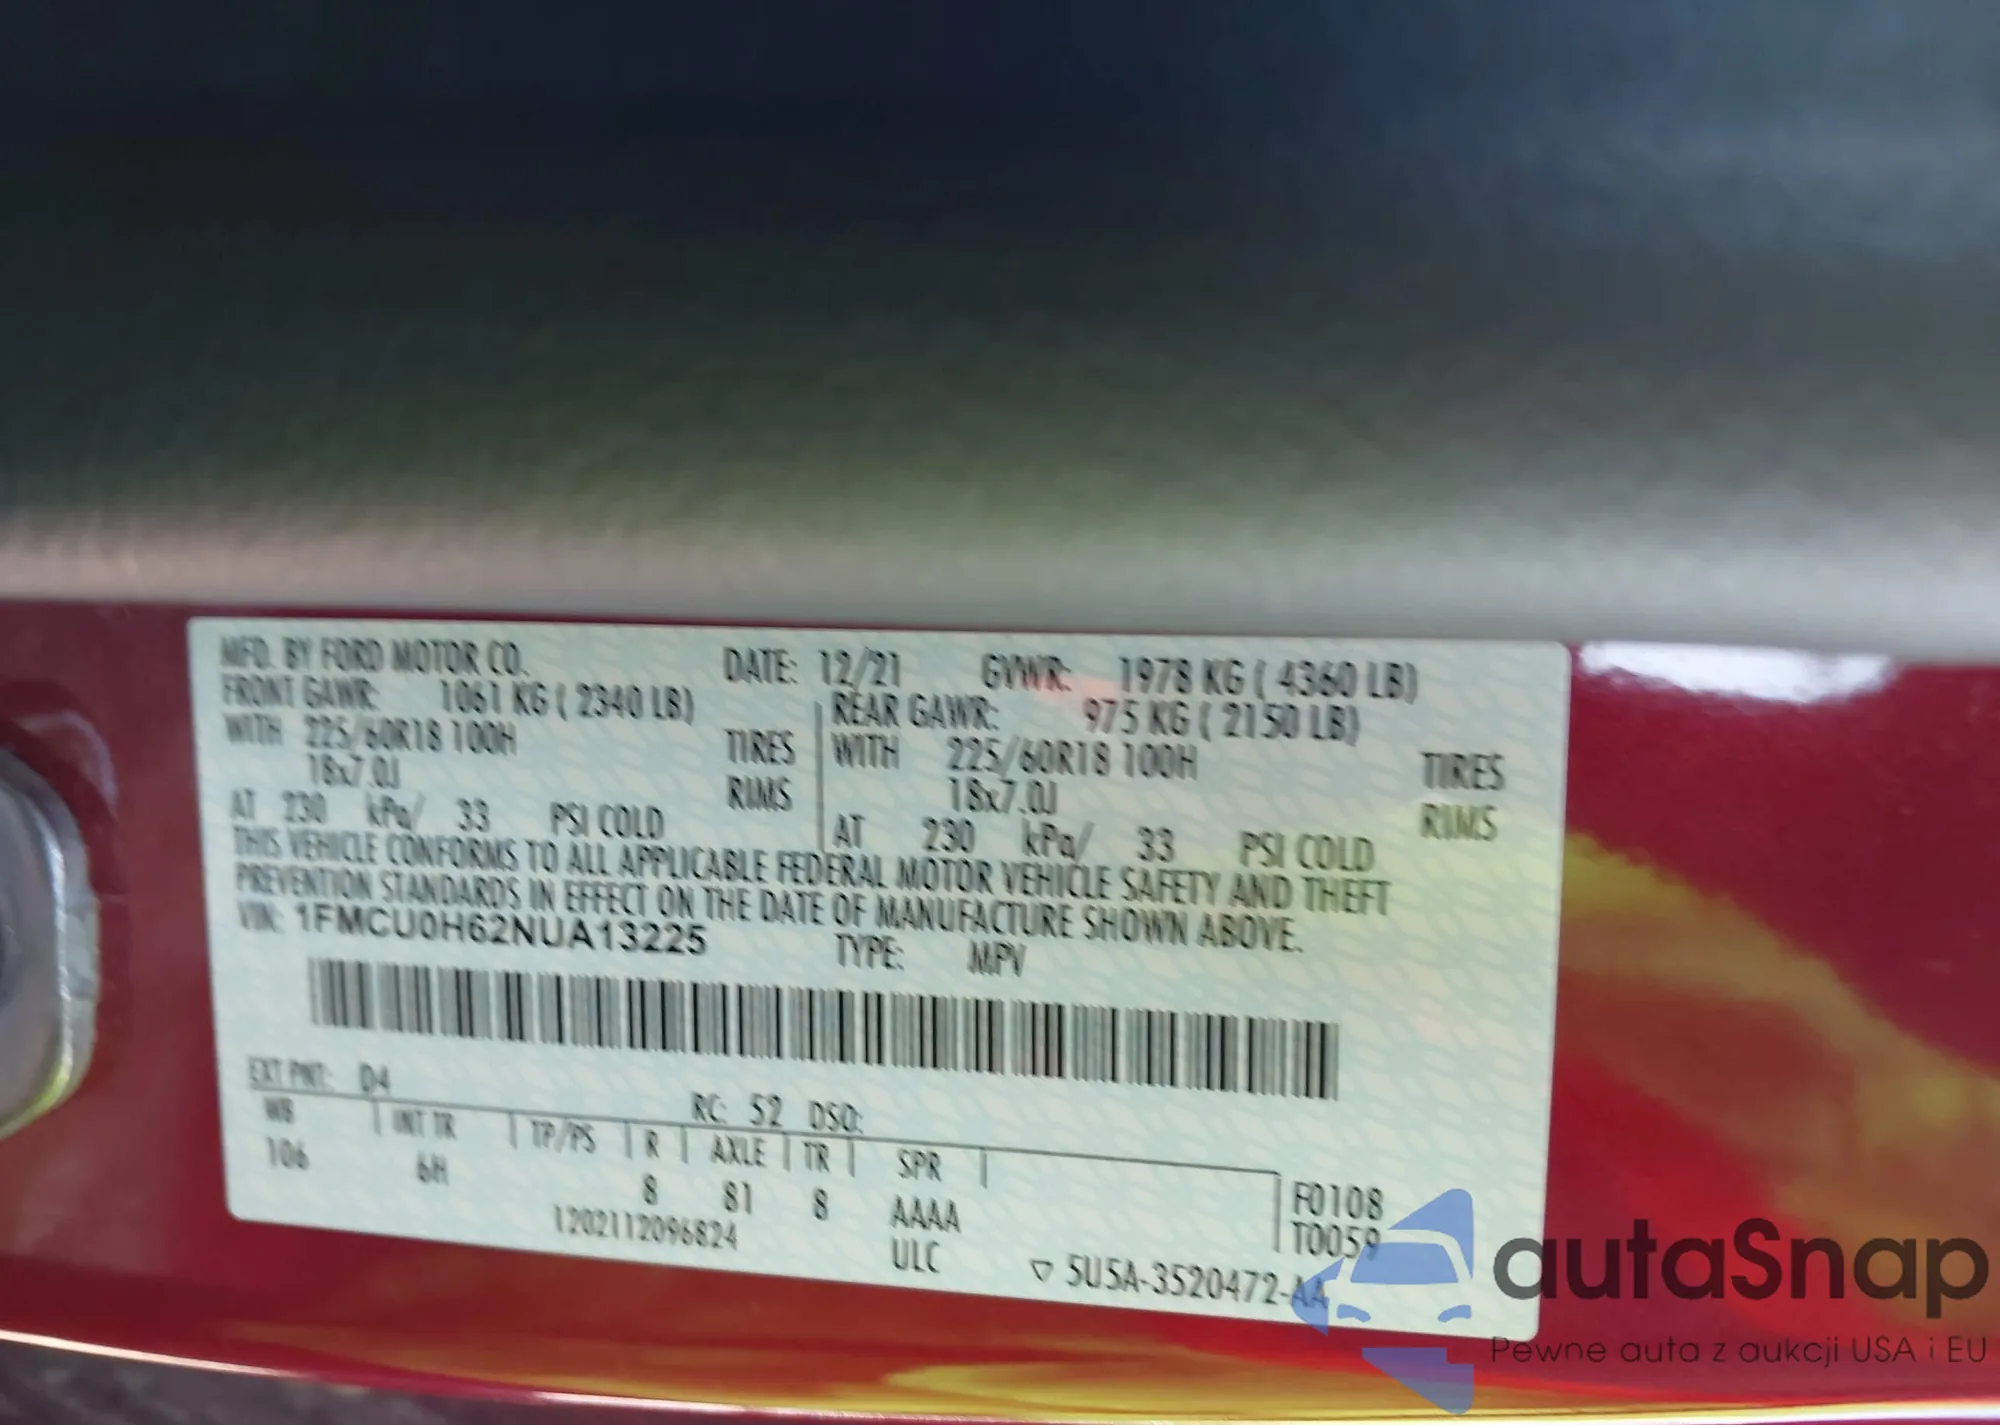 MFD. BY FORD MOTOR CO. DATE: 12/21 GVWR: 1978 KG ( 4360 LB)
FRONT GAWR: 1061 KG ( 2340 LB) REAR GAWR: 975 KG ( 2150 LB)
WITH 225/60R18 100H TIRES WITH 225/60R18 100H TIRES
18x7.0J RIMS 18x7.0J RIMS
AT 230 kPa/ 33 PSI COLD AT 230 kPa/ 33 PSI COLD
THIS VEHICLE CONFORMS TO ALL APPLICABLE FEDERAL MOTOR VEHICLE SAFETY AND THEFT
PREVENTION STANDARDS IN EFFECT ON THE DATE OF MANUFACTURE SHOWN ABOVE.
VIN: 1FMCU0H62NUA13225 TYPE: MPV
EXT PNT: D4 RC: 52 DSO:
WB INT TR TP/PS R AXLE TR SPR
106 6H 8 81 8 AAAA F0108
1202112096824 ULC T0059
▽ 5U5A-3520472-AA
autaSnap
Pewne auta z aukcji USA i EU